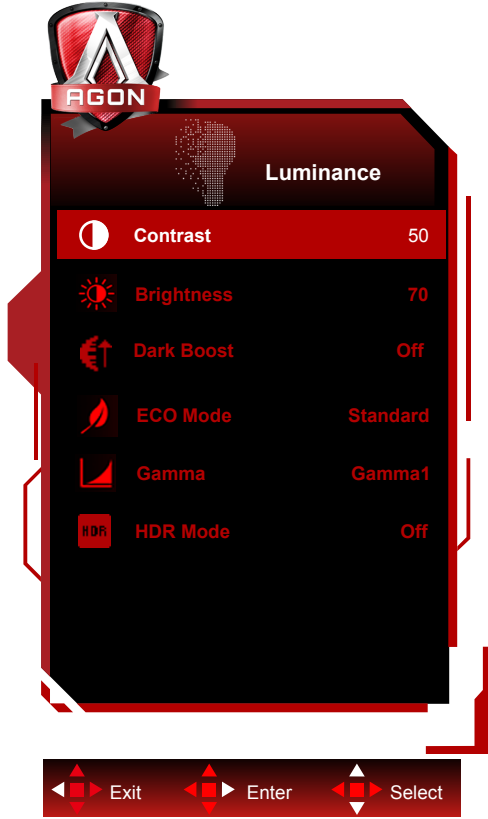 AGON
Luminance
Contrast 50
Brightness 70
Dark Boost Off
ECO Mode Standard
Gamma Gamma1
HDR HDR Mode Off
Exit Enter Select